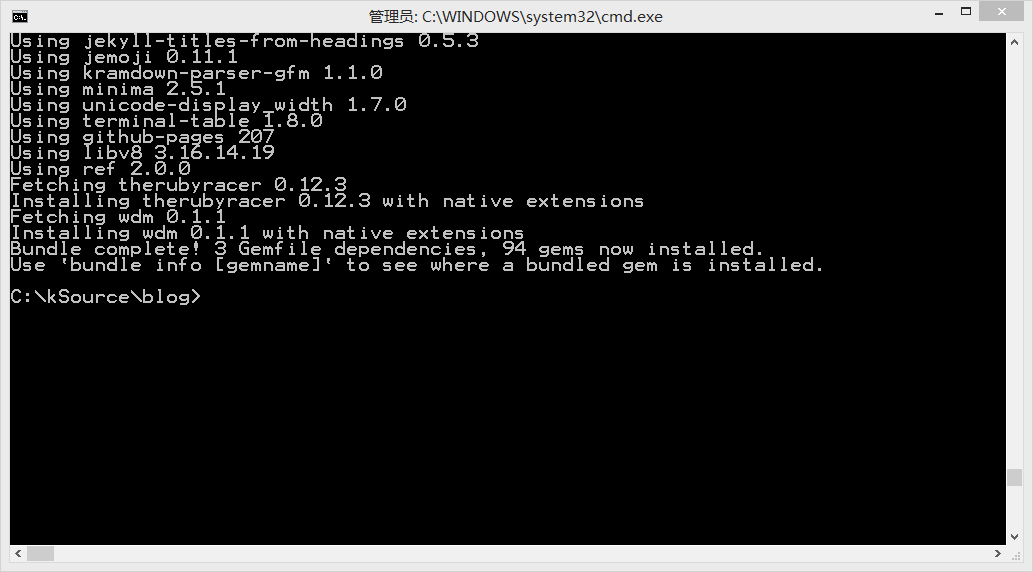 管理员: C:\WINDOWS\system32\cmd.exe
Using jekyll-titles-from-headings 0.5.3
Using jemoji 0.11.1
Using kramdown-parser-gfm 1.1.0
Using minima 2.5.1
Using unicode-display_width 1.7.0
Using terminal-table 1.8.0
Using github-pages 207
Using libv8 3.16.14.19
Using ref 2.0.0
Fetching therubyracer 0.12.3
Installing therubyracer 0.12.3 with native extensions
Fetching wdm 0.1.1
Installing wdm 0.1.1 with native extensions
Bundle complete! 3 Gemfile dependencies, 94 gems now installed.
Use 'bundle info [gemname]' to see where a bundled gem is installed.
C:\kSource\blog>